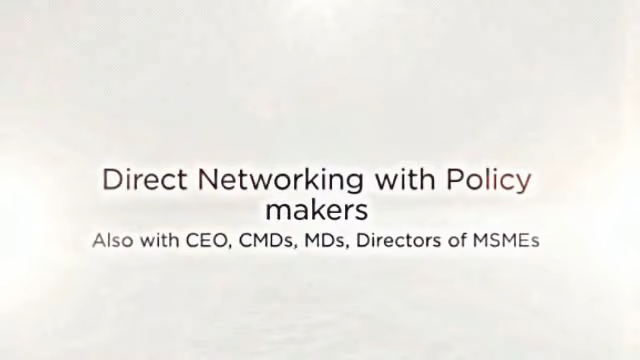 Direct Networking with Policy
makers
Also with CEO, CMDs, MDs, Directors of MSMEs